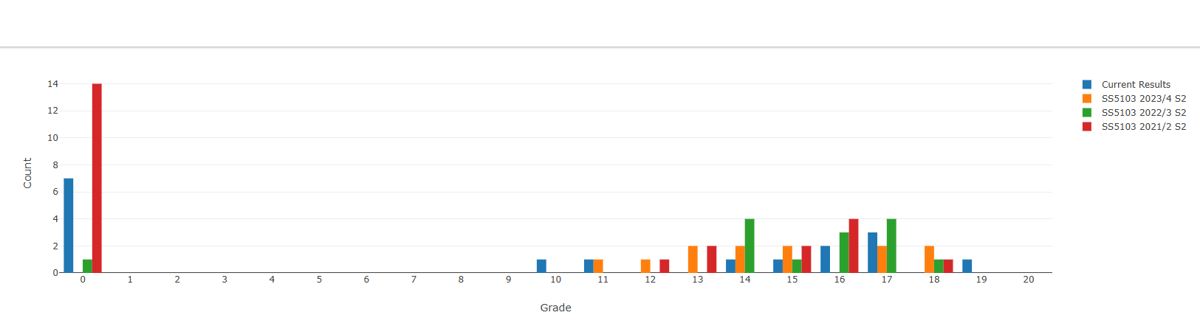 14
12
10
8
6
4
2
0
Count
0 1 2 3 4 5 6 7 8 9 10 11 12 13 14 15 16 17 18 19 20
Grade
Current Results
SS5103 2023/4 S2
SS5103 2022/3 S2
SS5103 2021/2 S2